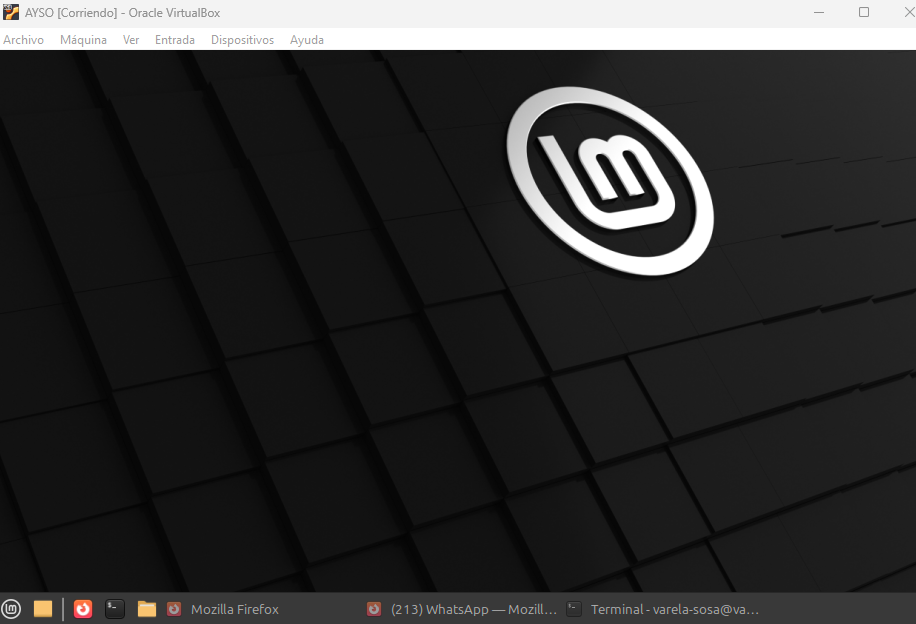 AYSO [Corriendo] - Oracle VirtualBox
Archivo Máquina Ver Entrada Dispositivos Ayuda
lm
Mozilla Firefox (213) WhatsApp — Mozill... Terminal - varela-sosa@va...